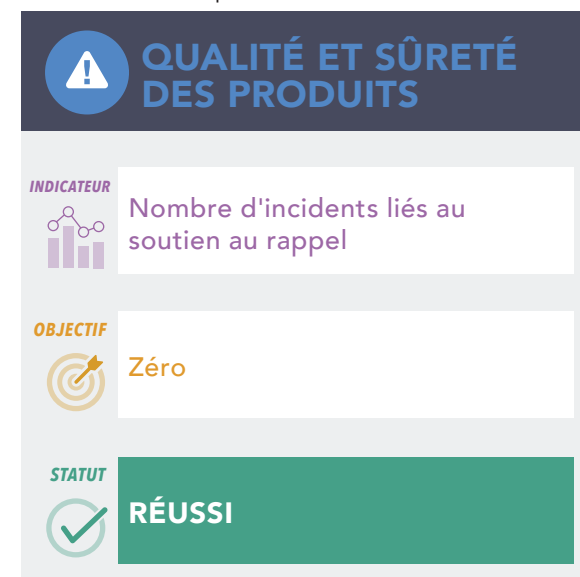 QUALITÉ ET SÛRETÉ
DES PRODUITS
INDICATEUR
Nombre d'incidents liés au
soutien au rappel
OBJECTIF
Zéro
STATUT
RÉUSSI